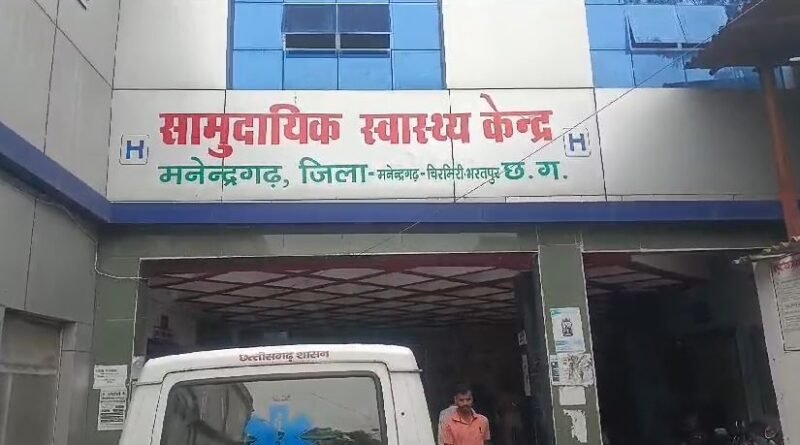 सामुदायिक स्वास्थ्य केन्द्र
H H
मनेन्द्रगढ़, जिला-मनेन्द्रगढ़-चिरमिरी-भरतपुर छ.ग.
छत्तीसगढ़ शासन